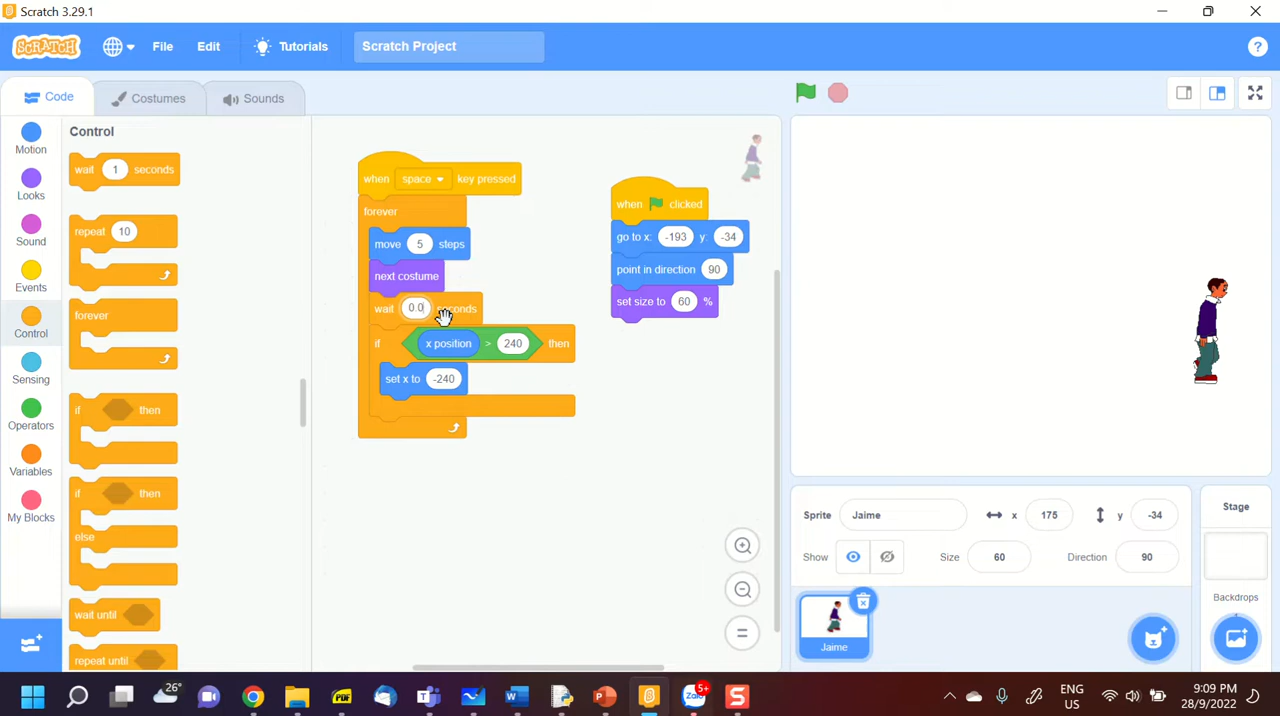 Scratch 3.29.1
SCRATCH File Edit Tutorials Scratch Project
Code Costumes Sounds
Motion
Looks
Sound
Events
Control
Sensing
Operators
Variables
My Blocks
Control
wait 1 seconds
repeat 10
forever
if then
if then
else
wait until
repeat until
when space key pressed
forever
move 5 steps
next costume
wait 0.0 seconds
if x position > 240 then
set x to -240
when clicked
go to x: -193 y: -34
point in direction 90
set size to 60 %
Sprite Jaime x 175 y -34
Show Size 60 Direction 90
Jaime
Stage
Backdrops
26°
PDF
Zalo 5+
S
ENG
US
9:09 PM
28/9/2022